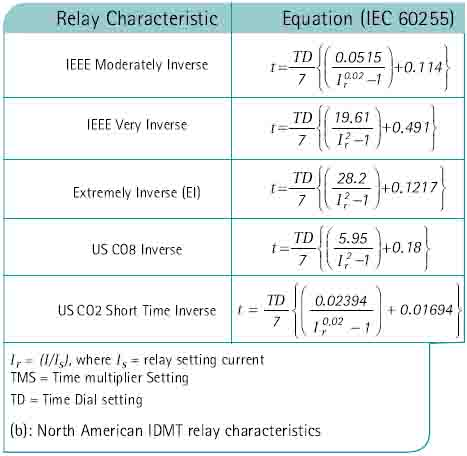 Relay Characteristic Equation (IEC 60255)
IEEE Moderately Inverse t = TD/7 {(0.0515/(I_r^0.02 –1)) +0.114}
IEEE Very Inverse t = TD/7 {(19.61/(I_r^2 –1)) +0.491}
Extremely Inverse (EI) t = TD/7 {(28.2/(I_r^2 –1)) +0.1217}
US CO8 Inverse t = TD/7 {(5.95/(I_r^2 –1)) +0.18}
US CO2 Short Time Inverse t = TD/7 {(0.02394/(I_r^0.02 – 1)) + 0.01694}
I_r = (I/I_s), where I_s = relay setting current
TMS = Time multiplier Setting
TD = Time Dial setting
(b): North American IDMT relay characteristics